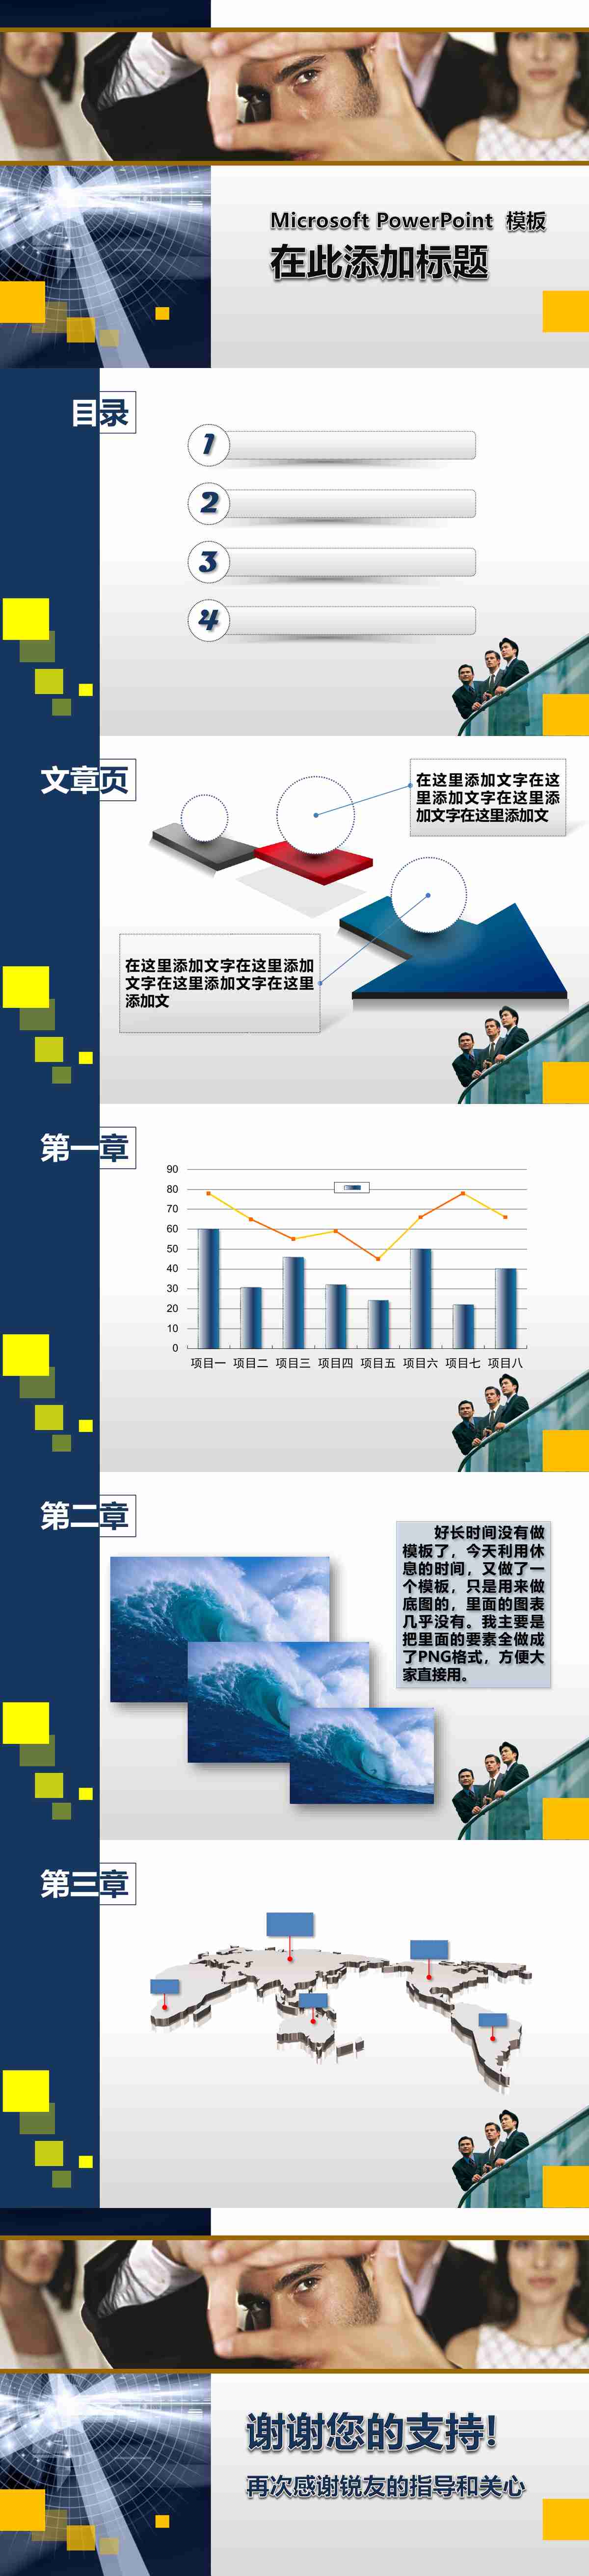 Microsoft PowerPoint 模板
在此添加标题
目录
1
2
3
4
文章页
在这里添加文字在这
里添加文字在这里添
加文字在这里添加文
在这里添加文字在这里添加
文字在这里添加文字在这里
添加文
第一章
90
80
70
60
50
40
30
20
10
0
项目一 项目二 项目三 项目四 项目五 项目六 项目七 项目八
第二章
好长时间没有做
模板了，今天利用休
息的时间，又做了一
个模板，只是用来做
底图的，里面的图表
几乎没有。我主要是
把里面的要素全做成
了PNG格式，方便大
家直接用。
第三章
谢谢您的支持!
再次感谢锐友的指导和关心